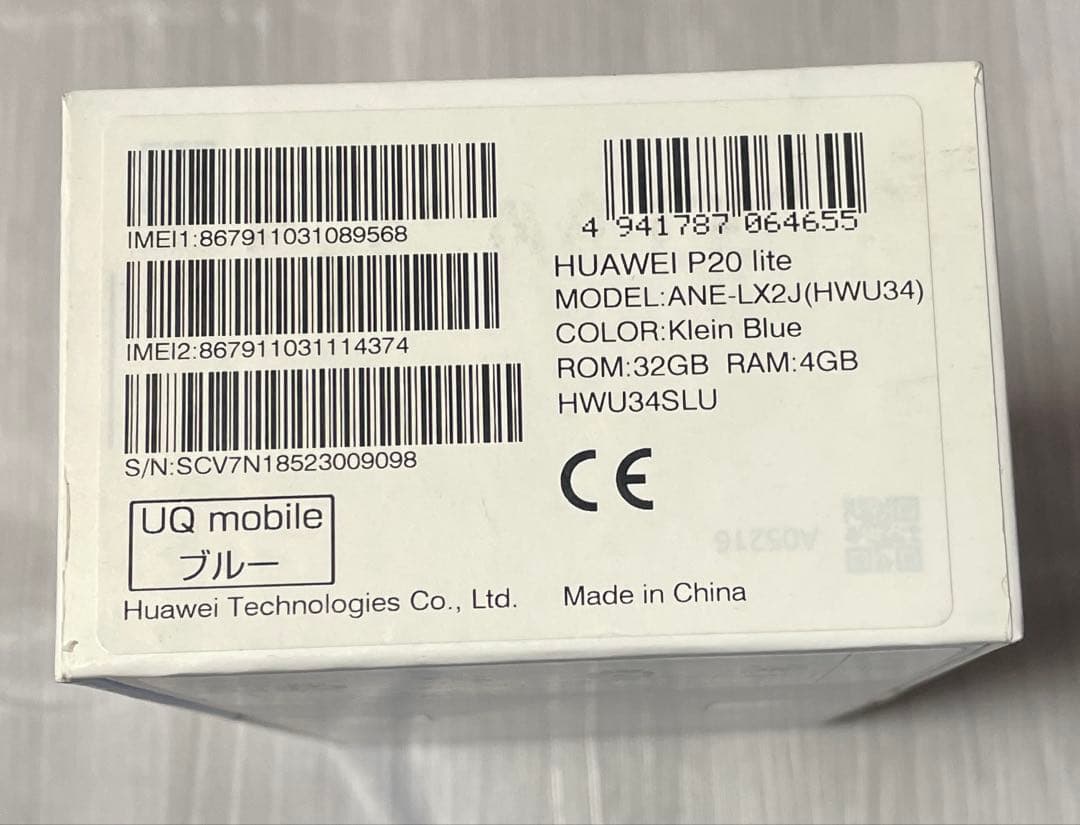 IMEI1:867911031089568
IMEI2:867911031114374
S/N:SCV7N18523009098
UQ mobile
ブルー
Huawei Technologies Co., Ltd.
4 941787 064655
HUAWEI P20 lite
MODEL:ANE-LX2J(HWU34)
COLOR:Klein Blue
ROM:32GB RAM:4GB
HWU34SLU
CE
A05216
Made in China